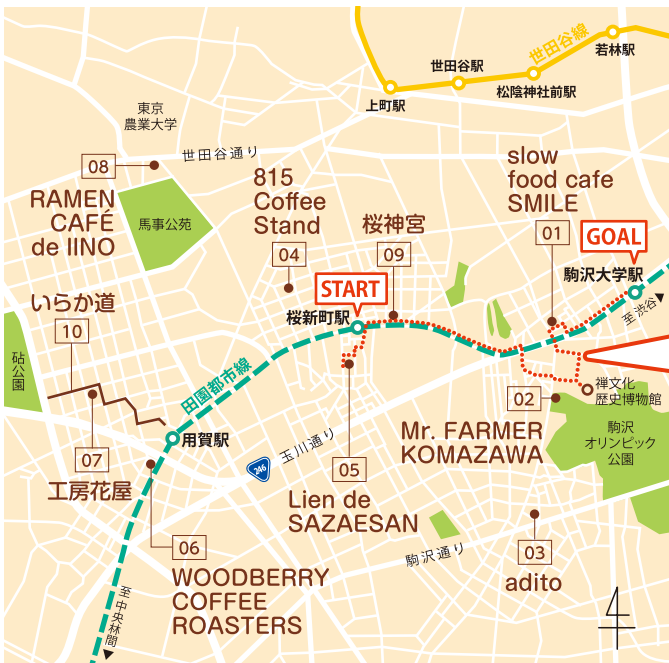 世田谷線
若林駅
世田谷駅
松陰神社前駅
上町駅
東京
農業大学
世田谷通り
08
RAMEN
CAFÉ
de IINO
馬事公苑
815
Coffee
Stand
04
桜神宮
09
slow
food cafe
SMILE
01
GOAL
駒沢大学駅
至渋谷
START
桜新町駅
いらか道
10
砧公園
田園都市線
禅文化
歴史博物館
02
Mr. FARMER
KOMAZAWA
駒沢
オリンピック
公園
用賀駅
玉川通り
246
07
工房花屋
05
Lien de
SAZAESAN
06
WOODBERRY
COFFEE
ROASTERS
駒沢通り
03
adito
至中央林間